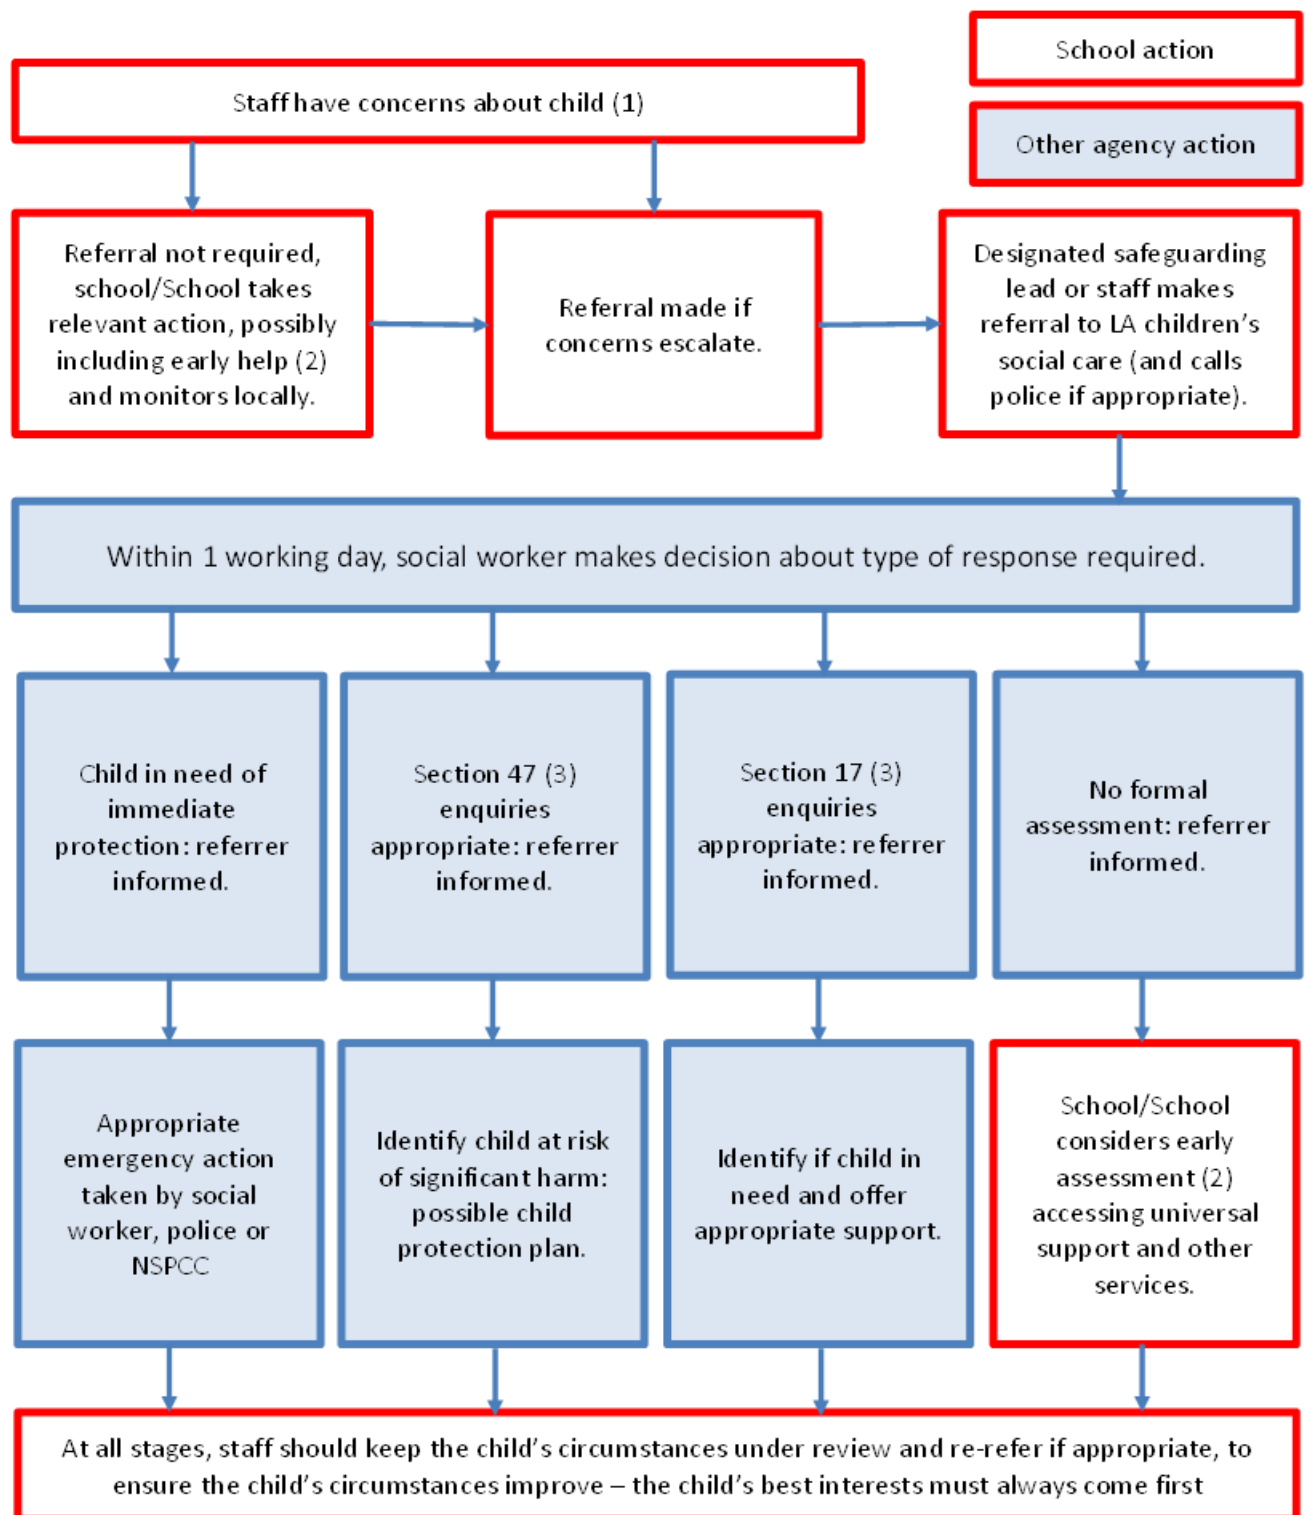 School action
Staff have concerns about child (1)
Other agency action
Referral not required,
school/School takes
relevant action, possibly
including early help (2)
and monitors locally.
Referral made if
concerns escalate.
Designated safeguarding
lead or staff makes
referral to LA children’s
social care (and calls
police if appropriate).
Within 1 working day, social worker makes decision about type of response required.
Child in need of
immediate
protection: referrer
informed.
Section 47 (3)
enquiries
appropriate: referrer
informed.
Section 17 (3)
enquiries
appropriate: referrer
informed.
No formal
assessment: referrer
informed.
Appropriate
emergency action
taken by social
worker, police or
NSPCC
Identify child at risk
of significant harm:
possible child
protection plan.
Identify if child in
need and offer
appropriate support.
School/School
considers early
assessment (2)
accessing universal
support and other
services.
At all stages, staff should keep the child’s circumstances under review and re-refer if appropriate, to
ensure the child’s circumstances improve – the child’s best interests must always come first